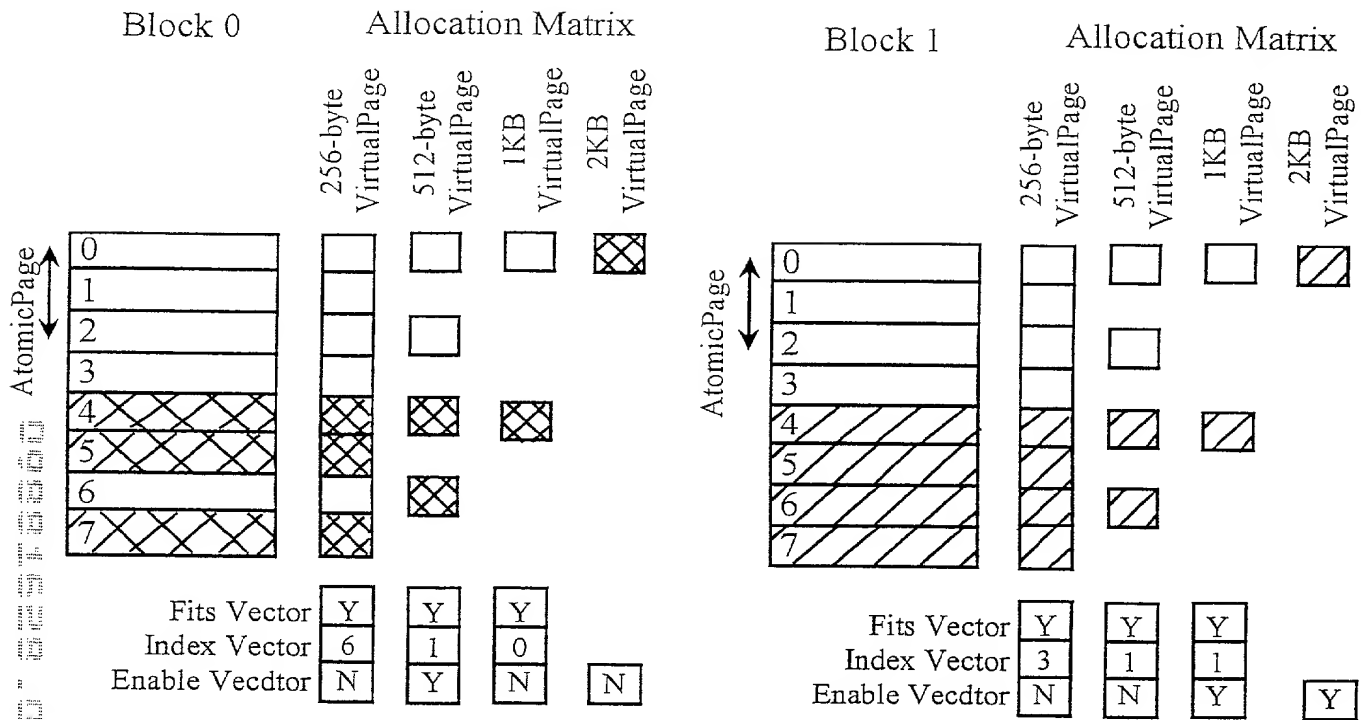 Block 0
Allocation Matrix
256-byte
VirtualPage
512-byte
VirtualPage
1KB
VirtualPage
2KB
VirtualPage
AtomicPage
0
1
2
3
4
5
6
7
Fits Vector Y Y Y
Index Vector 6 1 0
Enable Vecdtor N Y N N
Block 1
Allocation Matrix
256-byte
VirtualPage
512-byte
VirtualPage
1KB
VirtualPage
2KB
VirtualPage
AtomicPage
0
1
2
3
4
5
6
7
Fits Vector Y Y Y
Index Vector 3 1 1
Enable Vecdtor N N Y Y